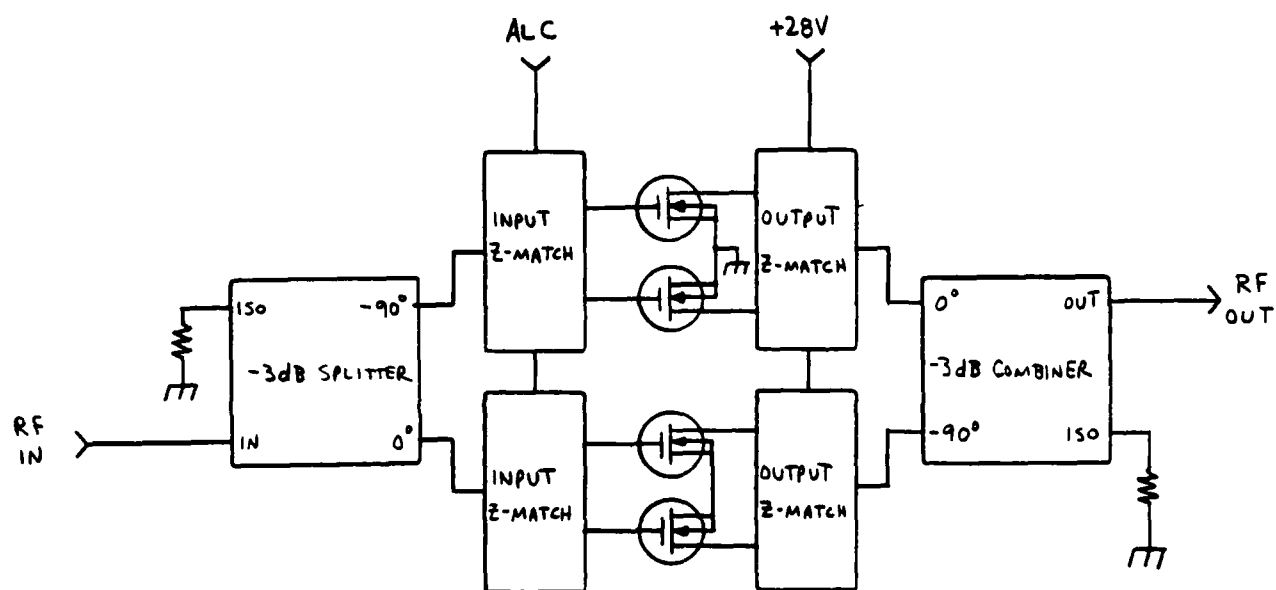 ALC
+28V
INPUT
Z-MATCH
OUTPUT
Z-MATCH
ISO
-90°
-3dB SPLITTER
IN
0°
RF
IN
0°
OUT
-3dB COMBINER
-90°
ISO
RF
OUT
INPUT
Z-MATCH
OUTPUT
Z-MATCH